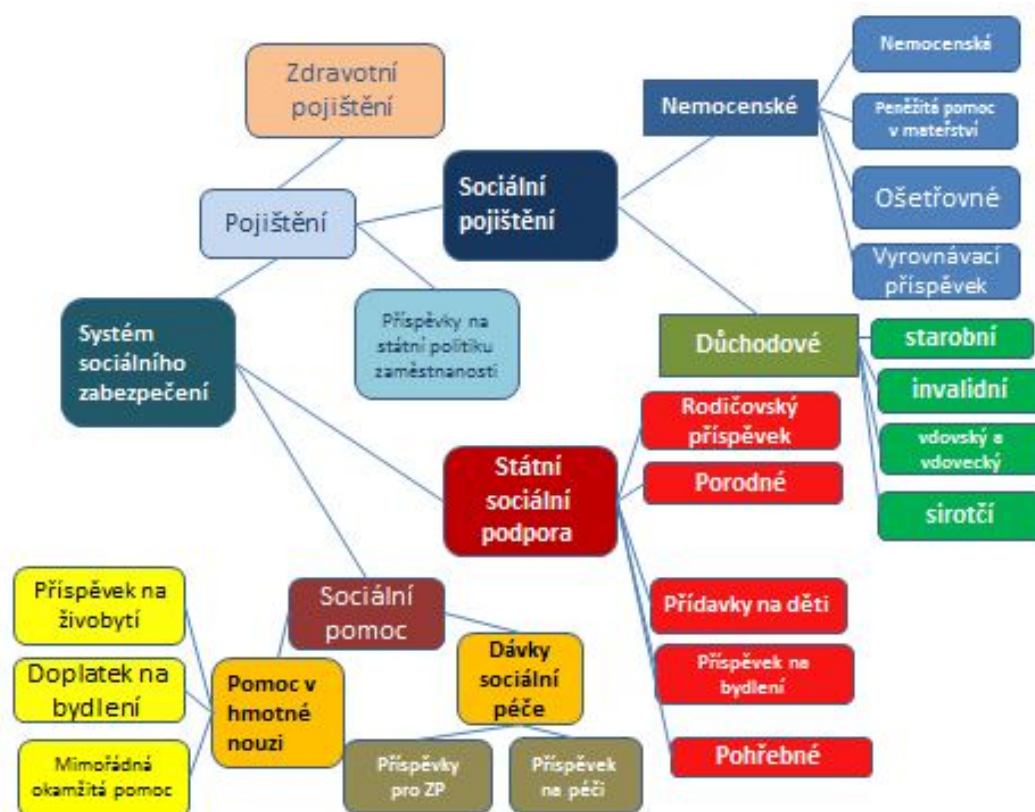 Zdravotní
pojištění
Nemocenské
Nemocenská
Peněžitá pomoc
v mateřství
Ošetřovné
Vyrovnávací
příspěvek
Sociální
pojištění
Pojištění
Příspěvky na
státní politiku
zaměstnanosti
Systém
sociálního
zabezpečení
Důchodové
starobní
invalidní
vdovský a
vdovecký
sirotčí
Státní
sociální
podpora
Rodičovský
příspěvek
Porodné
Přídavky na děti
Příspěvek na
bydlení
Pohřebné
Sociální
pomoc
Dávky
sociální
péče
Příspěvky
pro ZP
Příspěvek
na péči
Pomoc v
hmotné
nouzi
Příspěvek na
živobytí
Doplatek na
bydlení
Mimořádná
okamžitá pomoc